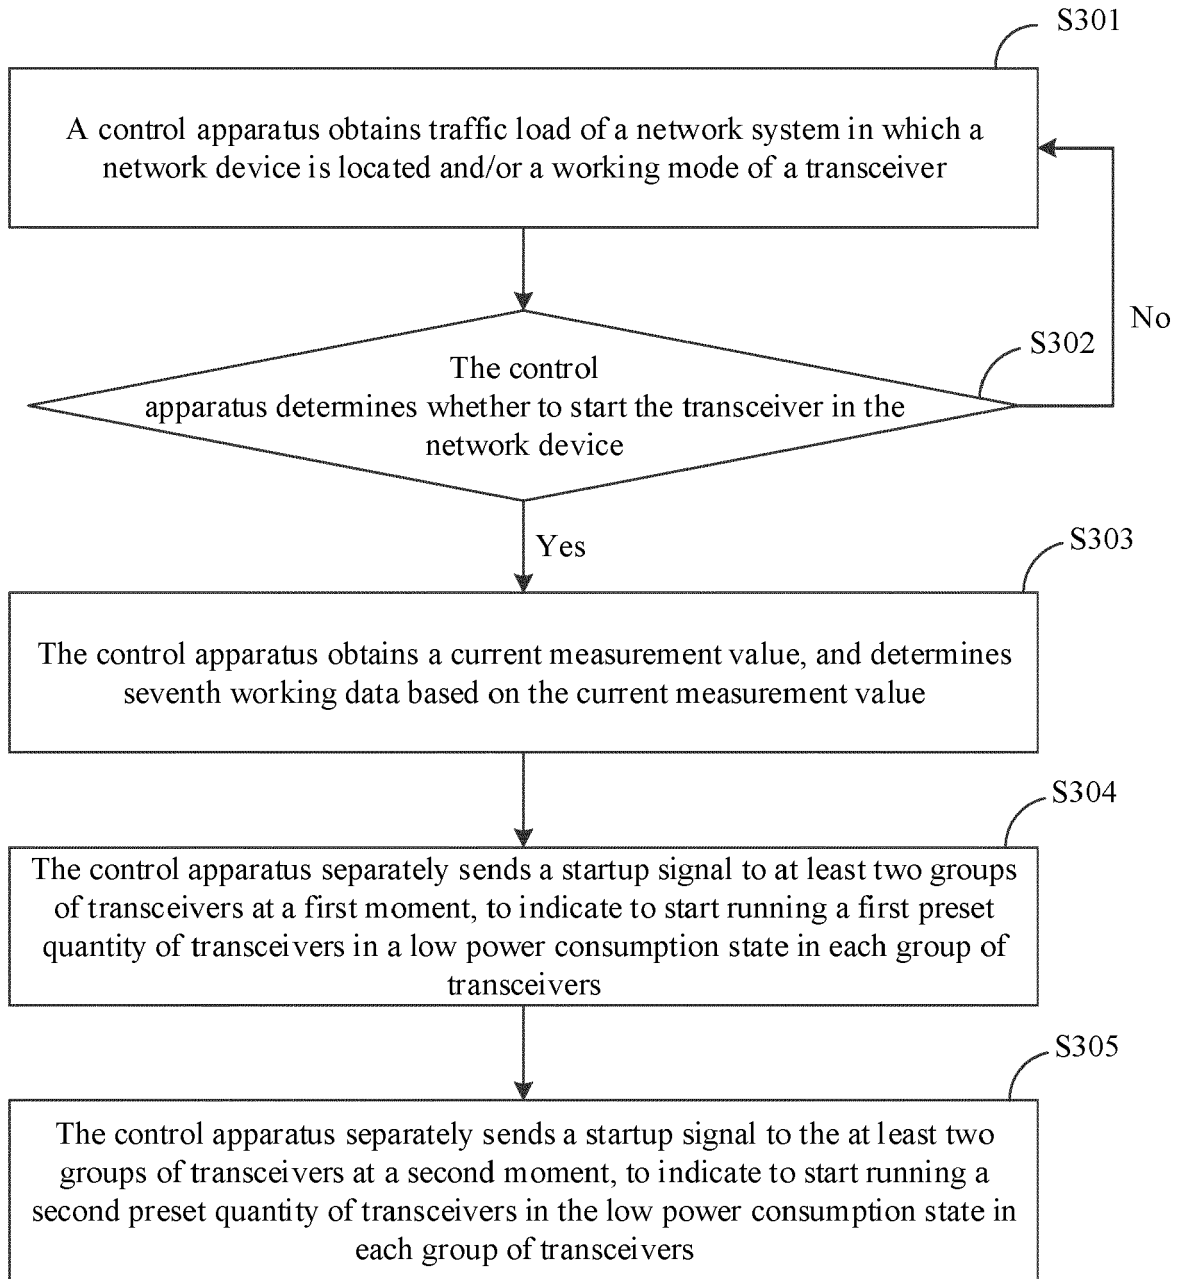 S301
A control apparatus obtains traffic load of a network system in which a
network device is located and/or a working mode of a transceiver
No
S302
The control
apparatus determines whether to start the transceiver in the
network device
Yes
S303
The control apparatus obtains a current measurement value, and determines
seventh working data based on the current measurement value
S304
The control apparatus separately sends a startup signal to at least two groups
of transceivers at a first moment, to indicate to start running a first preset
quantity of transceivers in a low power consumption state in each group of
transceivers
S305
The control apparatus separately sends a startup signal to the at least two
groups of transceivers at a second moment, to indicate to start running a
second preset quantity of transceivers in the low power consumption state in
each group of transceivers